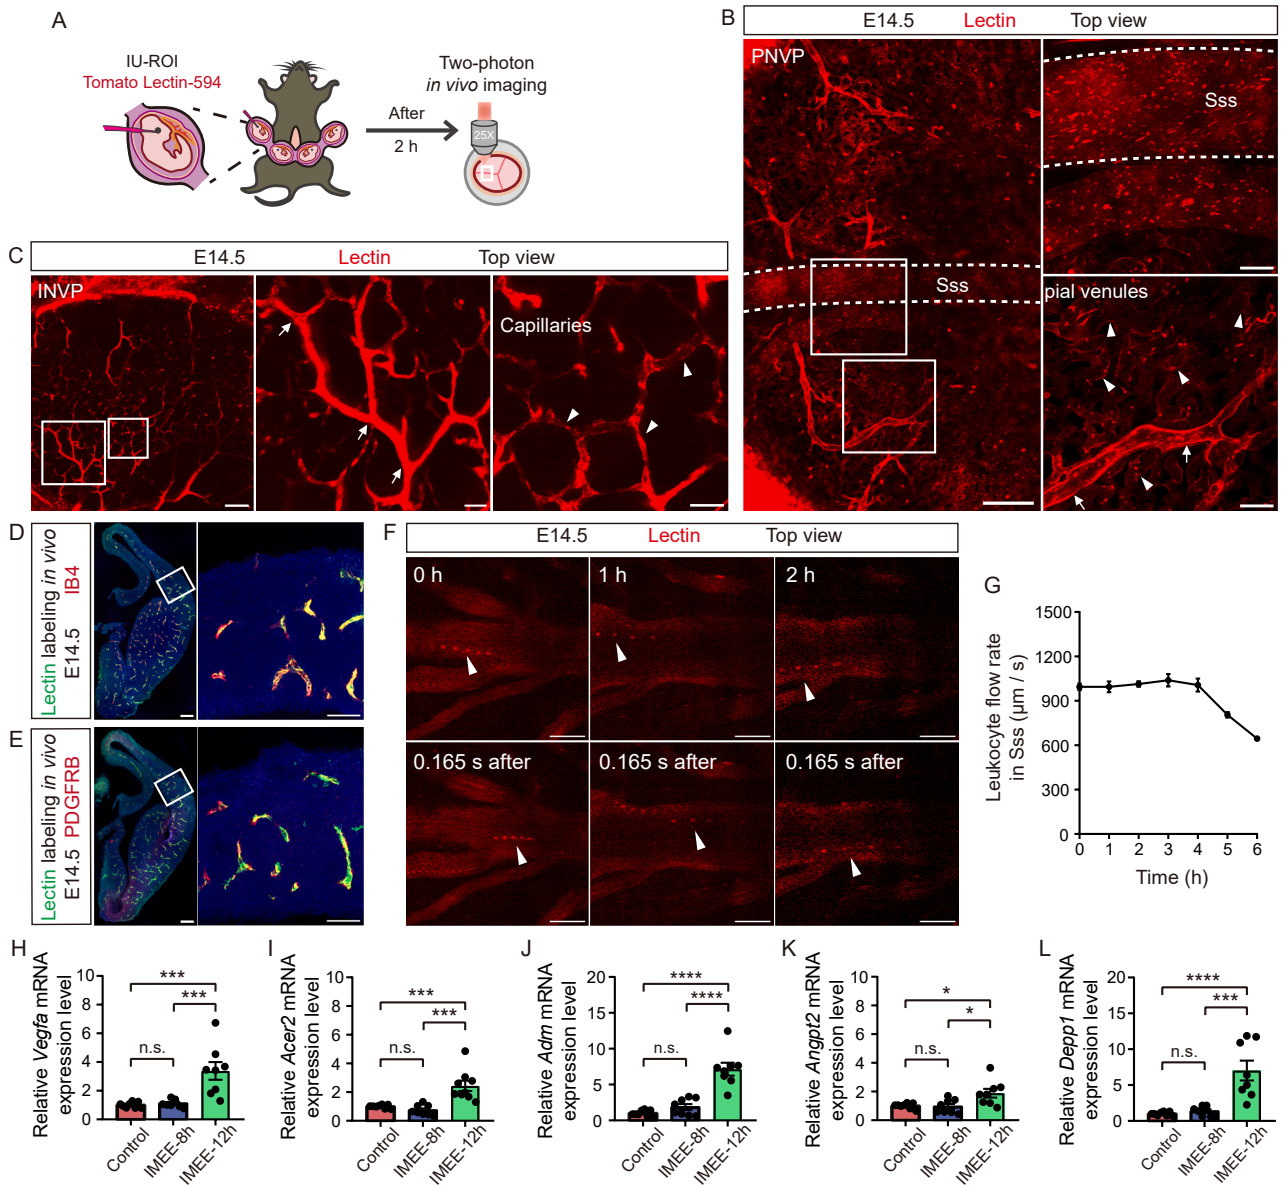 A
IU-ROI
Tomato Lectin-594
After
2 h
Two-photon
in vivo imaging
25X
B
E14.5 Lectin Top view
PNVP
Sss
Sss
pial venules
C
E14.5 Lectin Top view
INVP
Capillaries
D
Lectin labeling in vivo
E14.5 IB4
E
Lectin labeling in vivo
E14.5 PDGFRB
F
E14.5 Lectin Top view
0 h
1 h
2 h
0.165 s after
0.165 s after
0.165 s after
G
Leukocyte flow rate
in Sss (μm / s)
1500
1200
900
600
300
0
0 1 2 3 4 5 6
Time (h)
H
Relative Vegfa mRNA
expression level
10
8
6
4
2
0
***
***
n.s.
Control
IMEE-8h
IMEE-12h
I
Relative Acer2 mRNA
expression level
10
8
6
4
2
0
***
***
n.s.
Control
IMEE-8h
IMEE-12h
J
Relative Adm mRNA
expression level
20
15
10
5
0
****
****
n.s.
Control
IMEE-8h
IMEE-12h
K
Relative Angpt2 mRNA
expression level
10
8
6
4
2
0
*
*
n.s.
Control
IMEE-8h
IMEE-12h
L
Relative Depp1 mRNA
expression level
20
15
10
5
0
****
***
n.s.
Control
IMEE-8h
IMEE-12h